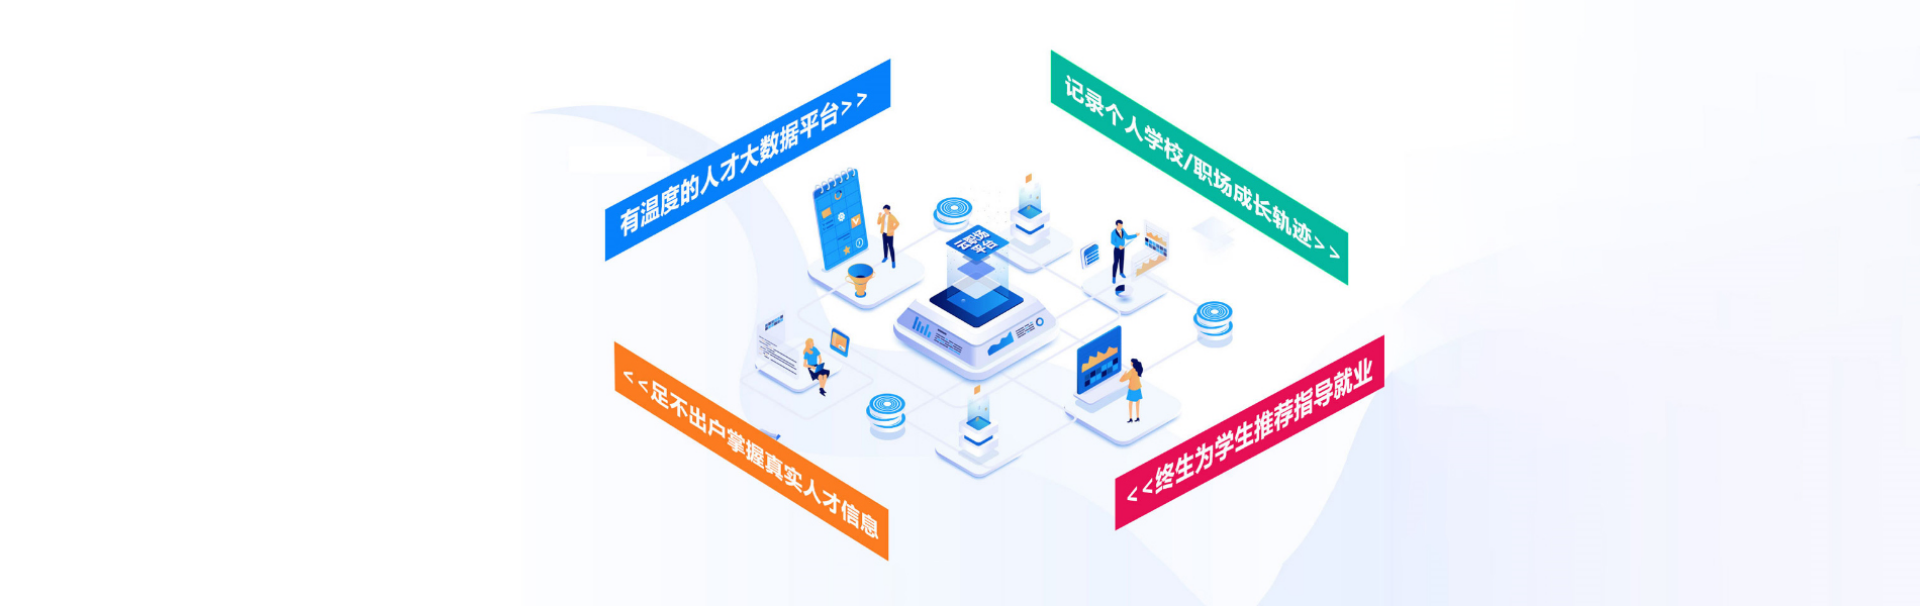 有温度的人才大数据平台>>
记录个人学校/职场成长轨迹>>
云职场
平台
<<足不出户掌握真实人才信息
<<终生为学生推荐指导就业